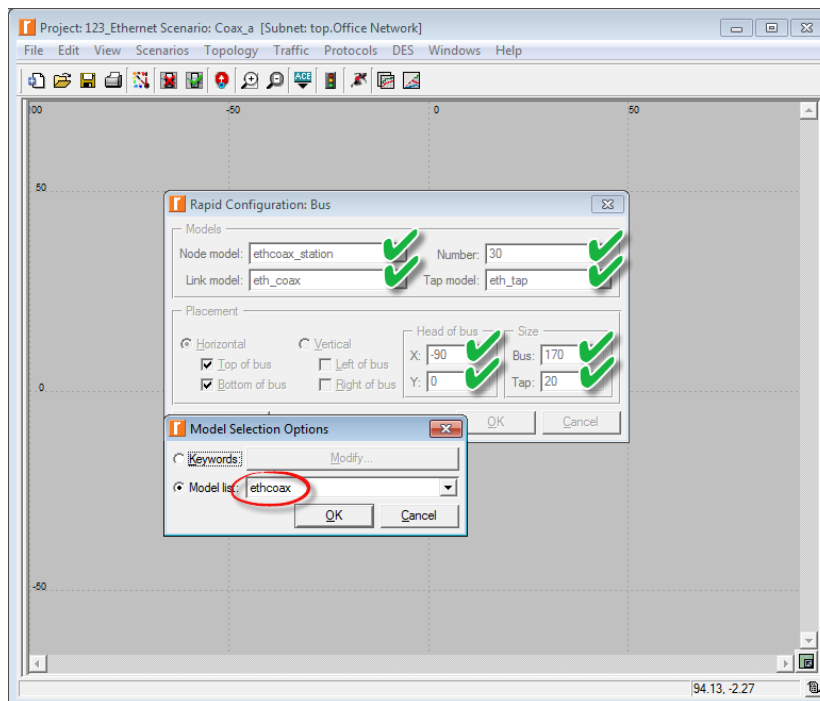 Project: 123_Ethernet Scenario: Coax_a [Subnet: top.Office Network]
File Edit View Scenarios Topology Traffic Protocols DES Windows Help
ACE
00 -50 0 50
50
Rapid Configuration: Bus
Models
Node model: ethcoax_station Number: 30
Link model: eth_coax Tap model: eth_tap
Placement
Horizontal Vertical Head of bus Size
Top of bus Left of bus X: -90 Bus: 170
Bottom of bus Right of bus Y: 0 Tap: 20
0
OK Cancel
Model Selection Options
Keywords: Modify...
Model list: ethcoax
OK Cancel
-50
94.13, -2.27